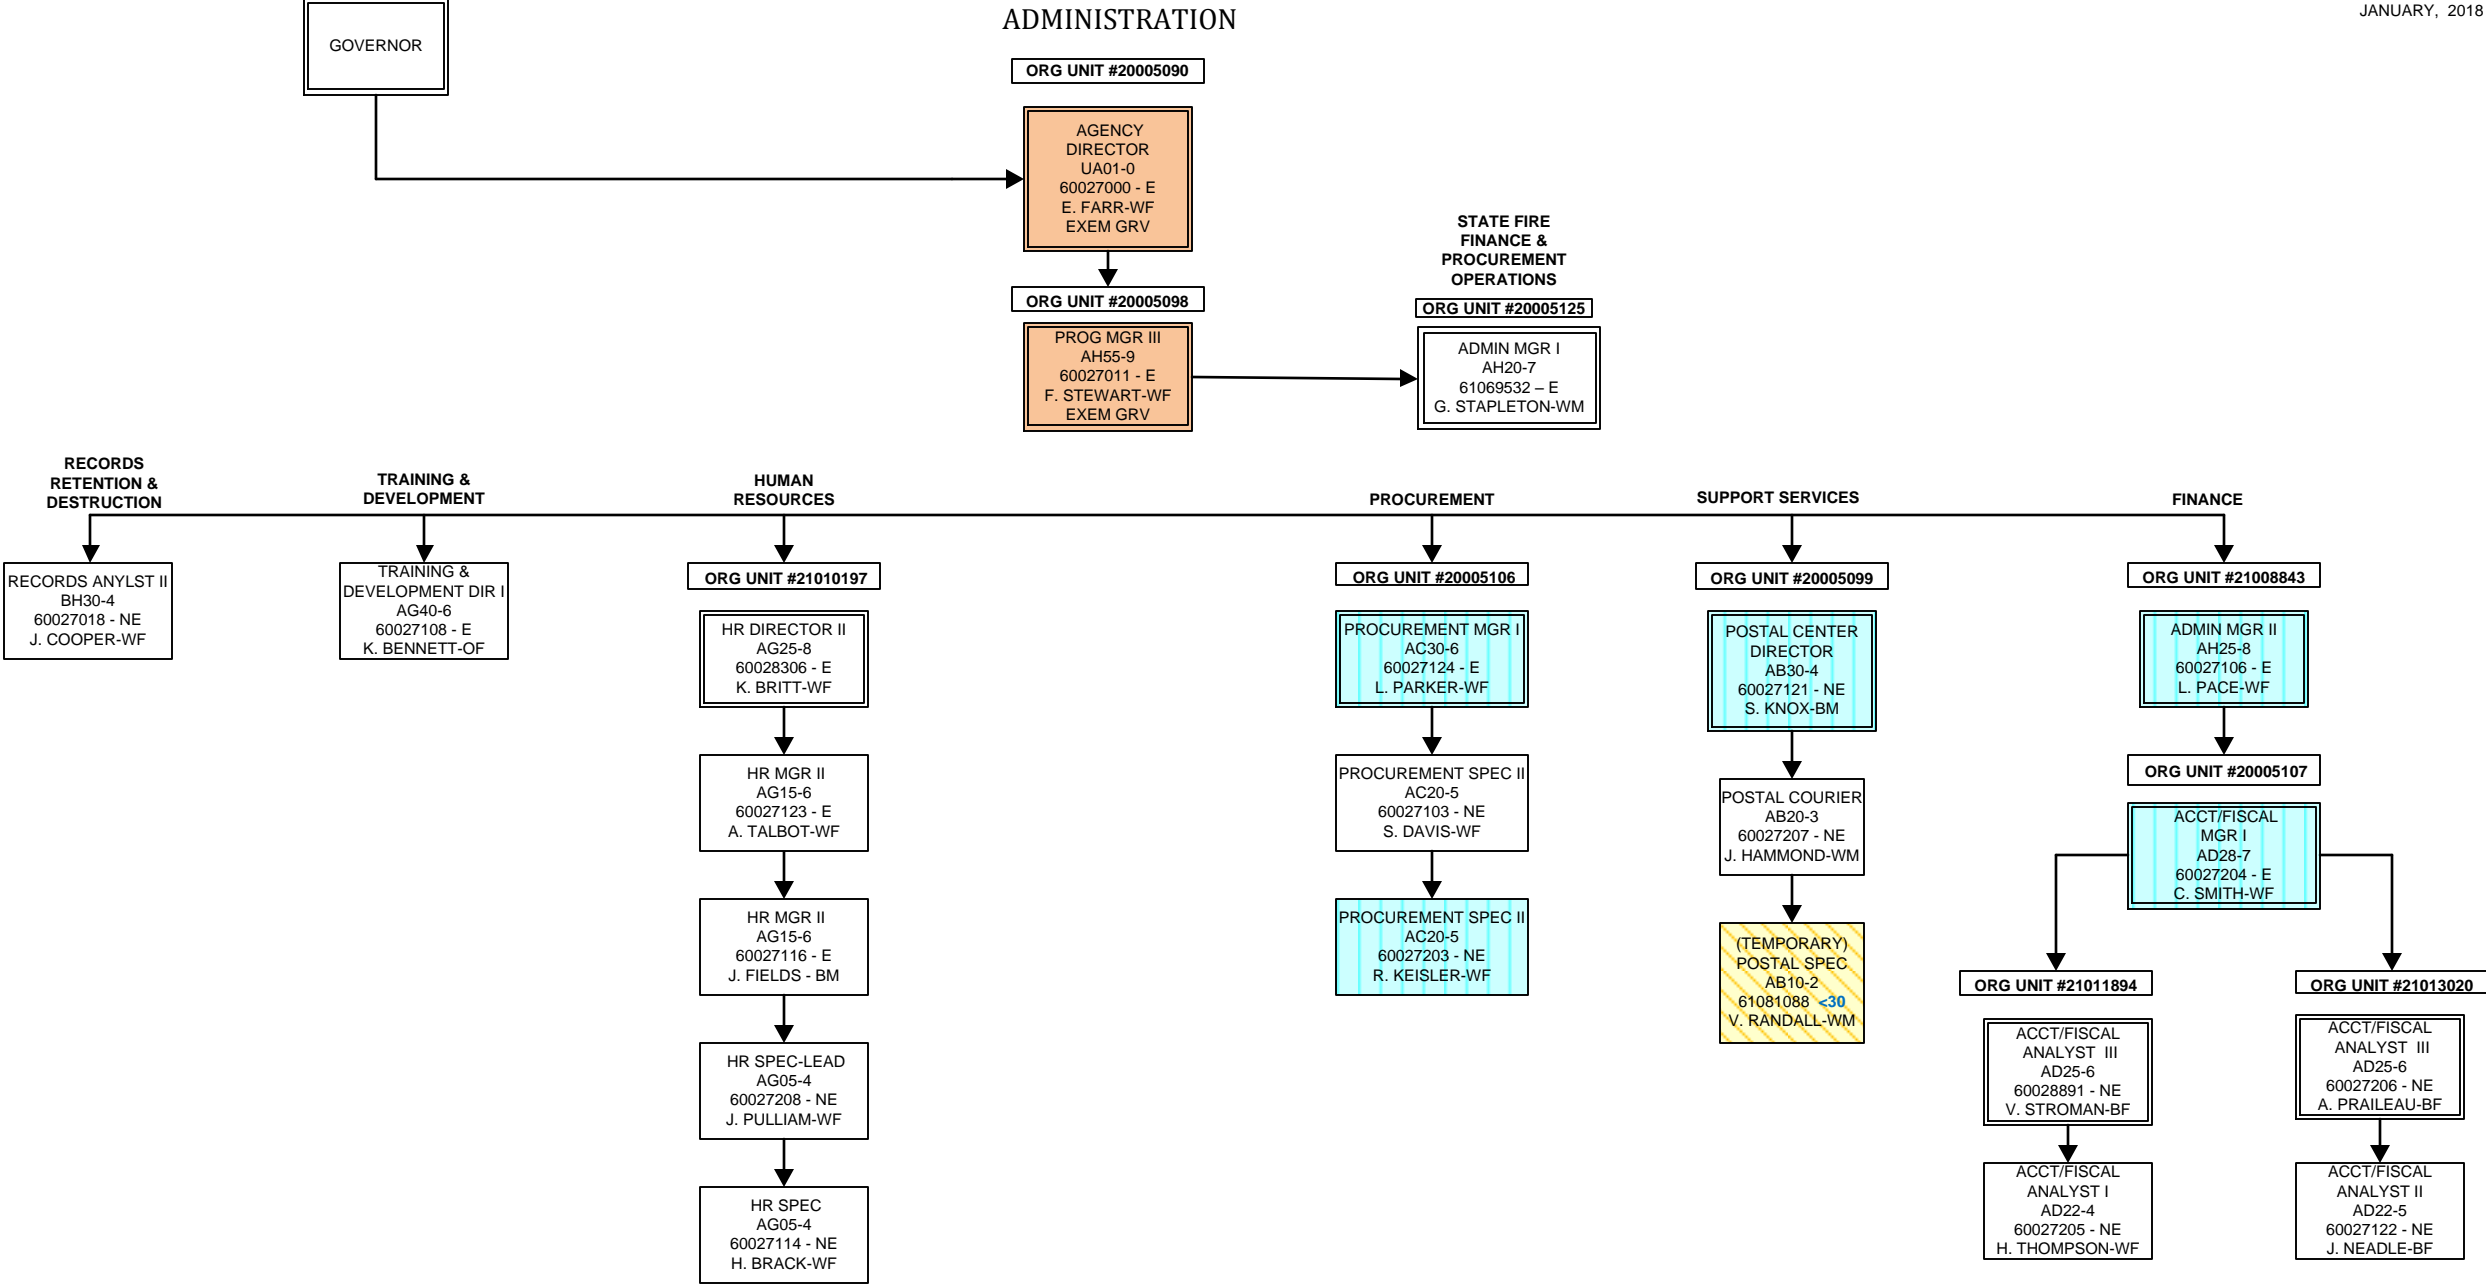 GOVERNOR
ADMINISTRATION
JANUARY, 2018
ORG UNIT #20005090
AGENCY
DIRECTOR
UA01-0
60027000 - E
E. FARR-WF
EXEM GRV
ORG UNIT #20005098
PROG MGR III
AH55-9
60027011 - E
F. STEWART-WF
EXEM GRV
STATE FIRE
FINANCE &
PROCUREMENT
OPERATIONS
ORG UNIT #20005125
ADMIN MGR I
AH20-7
61069532 – E
G. STAPLETON-WM
RECORDS
RETENTION &
DESTRUCTION
RECORDS ANYLST II
BH30-4
60027018 - NE
J. COOPER-WF
TRAINING &
DEVELOPMENT
TRAINING &
DEVELOPMENT DIR I
AG40-6
60027108 - E
K. BENNETT-OF
HUMAN
RESOURCES
ORG UNIT #21010197
HR DIRECTOR II
AG25-8
60028306 - E
K. BRITT-WF
HR MGR II
AG15-6
60027123 - E
A. TALBOT-WF
HR MGR II
AG15-6
60027116 - E
J. FIELDS - BM
HR SPEC-LEAD
AG05-4
60027208 - NE
J. PULLIAM-WF
HR SPEC
AG05-4
60027114 - NE
H. BRACK-WF
PROCUREMENT
ORG UNIT #20005106
PROCUREMENT MGR I
AC30-6
60027124 - E
L. PARKER-WF
PROCUREMENT SPEC II
AC20-5
60027103 - NE
S. DAVIS-WF
PROCUREMENT SPEC II
AC20-5
60027203 - NE
R. KEISLER-WF
SUPPORT SERVICES
ORG UNIT #20005099
POSTAL CENTER
DIRECTOR
AB30-4
60027121 - NE
S. KNOX-BM
POSTAL COURIER
AB20-3
60027207 - NE
J. HAMMOND-WM
(TEMPORARY)
POSTAL SPEC
AB10-2
61081088 <30
V. RANDALL-WM
FINANCE
ORG UNIT #21008843
ADMIN MGR II
AH25-8
60027106 - E
L. PACE-WF
ORG UNIT #20005107
ACCT/FISCAL
MGR I
AD28-7
60027204 - E
C. SMITH-WF
ORG UNIT #21011894
ACCT/FISCAL
ANALYST III
AD25-6
60028891 - NE
V. STROMAN-BF
ACCT/FISCAL
ANALYST I
AD22-4
60027205 - NE
H. THOMPSON-WF
ORG UNIT #21013020
ACCT/FISCAL
ANALYST III
AD25-6
60027206 - NE
A. PRAILEAU-BF
ACCT/FISCAL
ANALYST II
AD22-5
60027122 - NE
J. NEADLE-BF